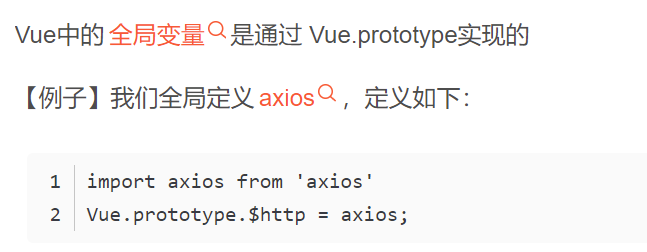 Vue中的 全局变量 是通过 Vue.prototype实现的
【例子】我们全局定义 axios ，定义如下：
1 import axios from 'axios'
2 Vue.prototype.$http = axios;